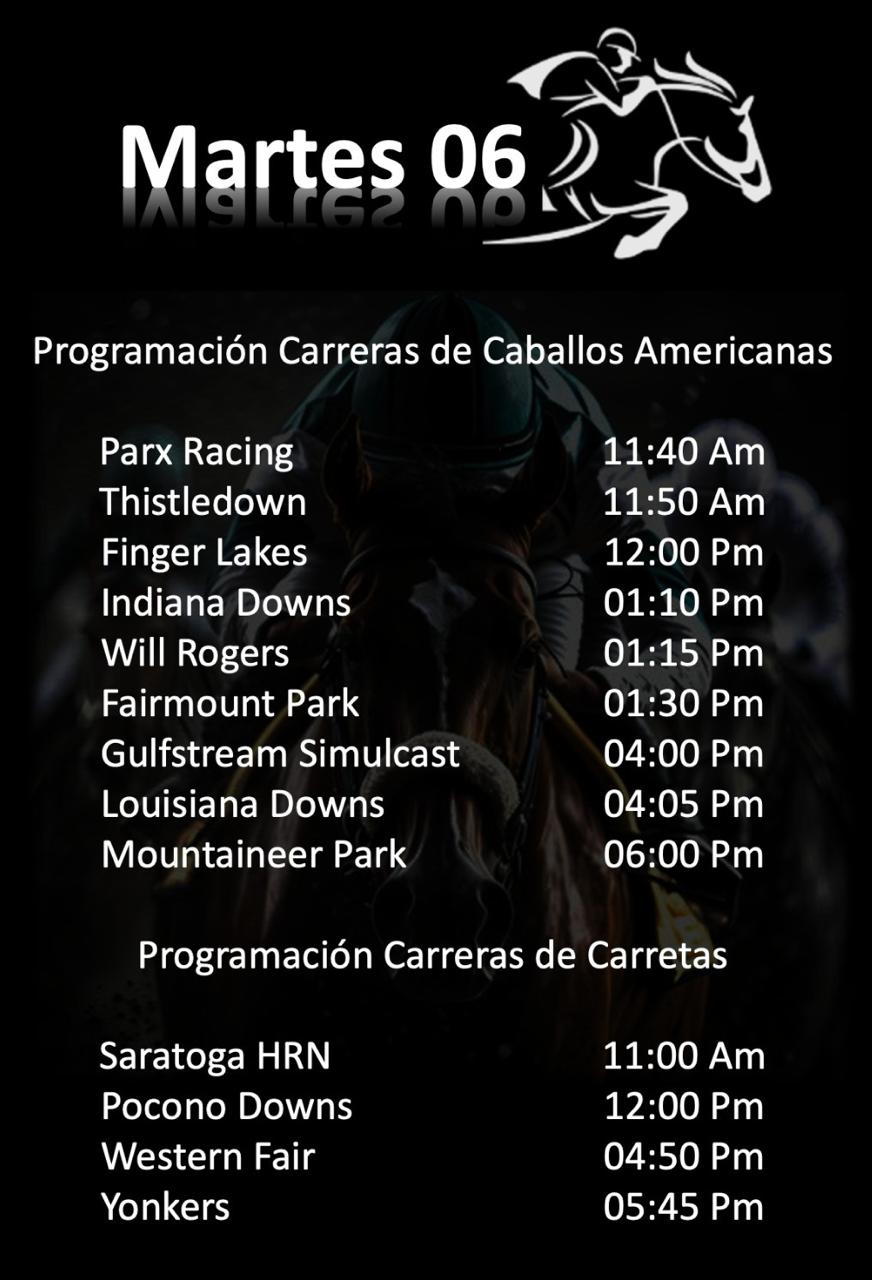 Martes 06
Programación Carreras de Caballos Americanas
Parx Racing 11:40 Am
Thistledown 11:50 Am
Finger Lakes 12:00 Pm
Indiana Downs 01:10 Pm
Will Rogers 01:15 Pm
Fairmount Park 01:30 Pm
Gulfstream Simulcast 04:00 Pm
Louisiana Downs 04:05 Pm
Mountaineer Park 06:00 Pm
Programación Carreras de Carretas
Saratoga HRN 11:00 Am
Pocono Downs 12:00 Pm
Western Fair 04:50 Pm
Yonkers 05:45 Pm